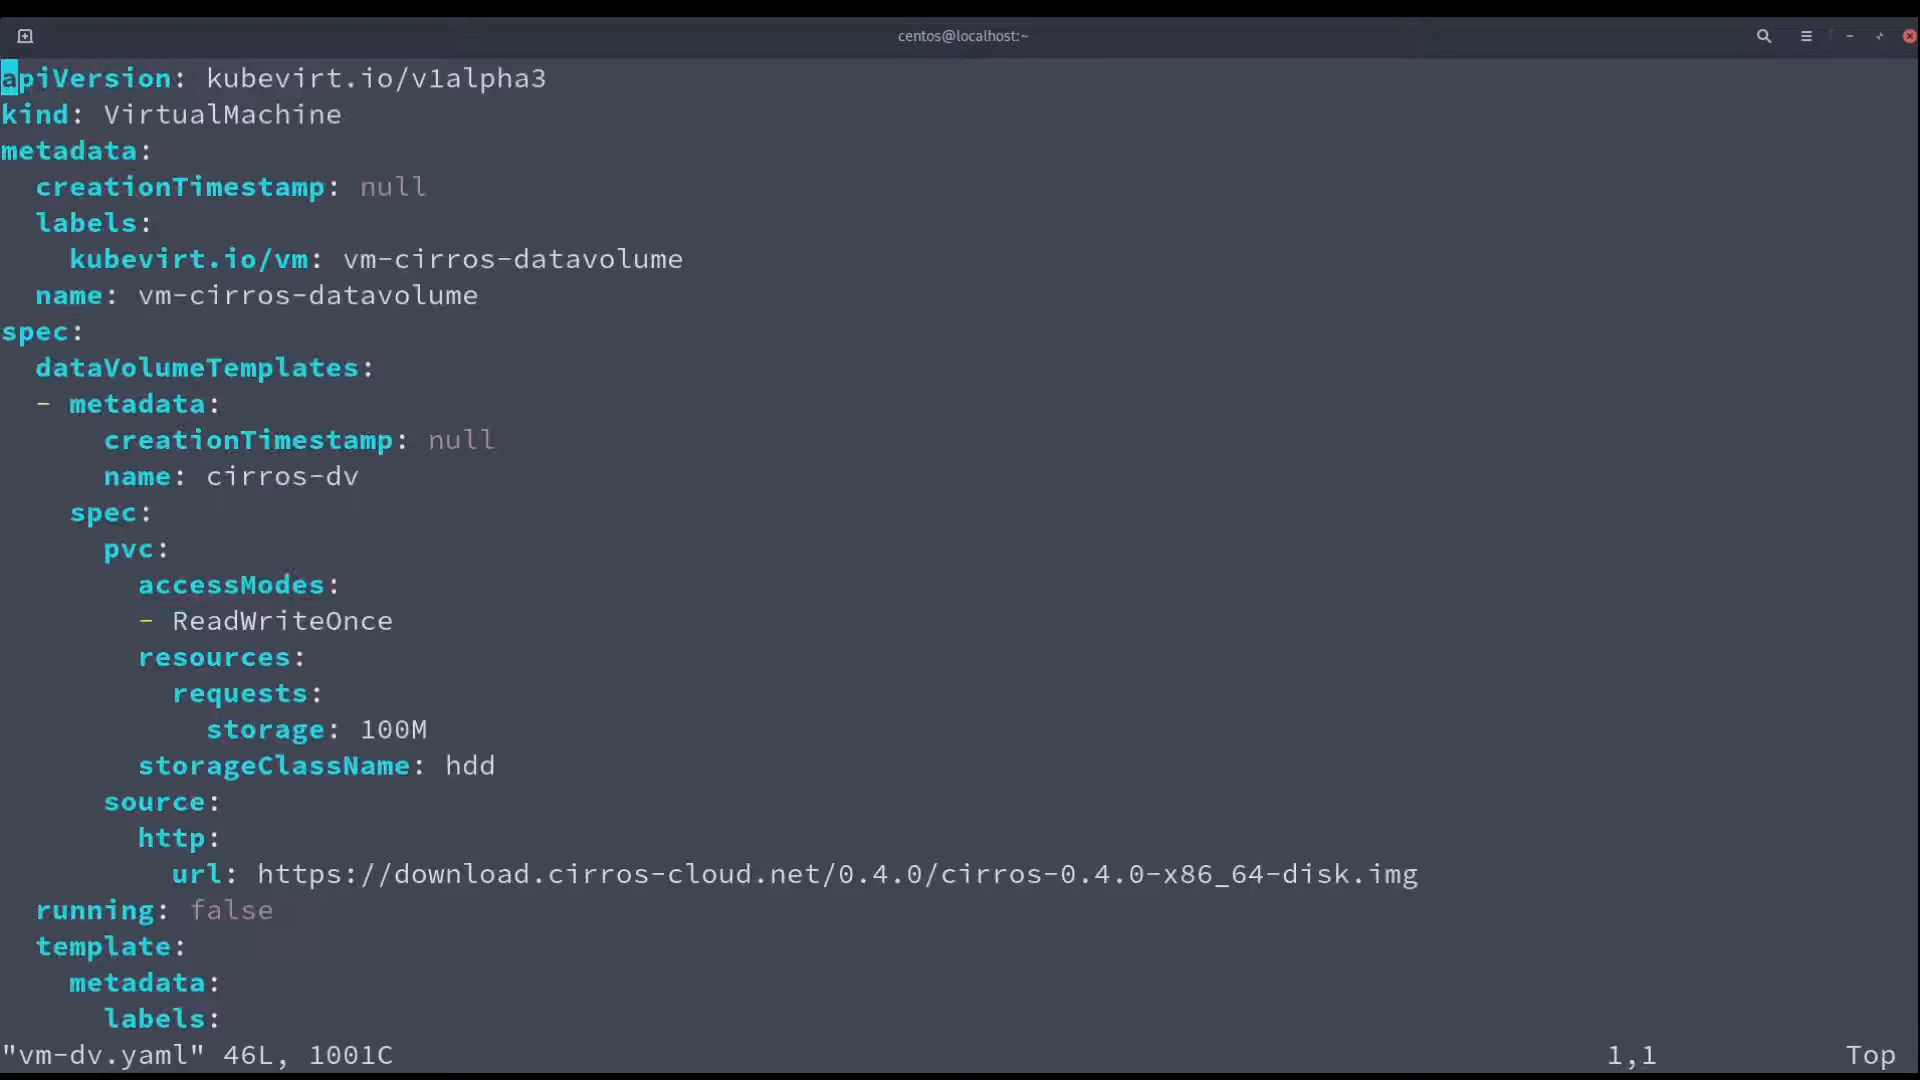 centos@localhost:~
apiVersion: kubevirt.io/v1alpha3
kind: VirtualMachine
metadata:
  creationTimestamp: null
  labels:
    kubevirt.io/vm: vm-cirros-datavolume
  name: vm-cirros-datavolume
spec:
  dataVolumeTemplates:
  - metadata:
      creationTimestamp: null
      name: cirros-dv
    spec:
      pvc:
        accessModes:
        - ReadWriteOnce
        resources:
          requests:
            storage: 100M
        storageClassName: hdd
      source:
        http:
          url: https://download.cirros-cloud.net/0.4.0/cirros-0.4.0-x86_64-disk.img
  running: false
  template:
    metadata:
      labels:
"vm-dv.yaml" 46L, 1001C 1,1 Top